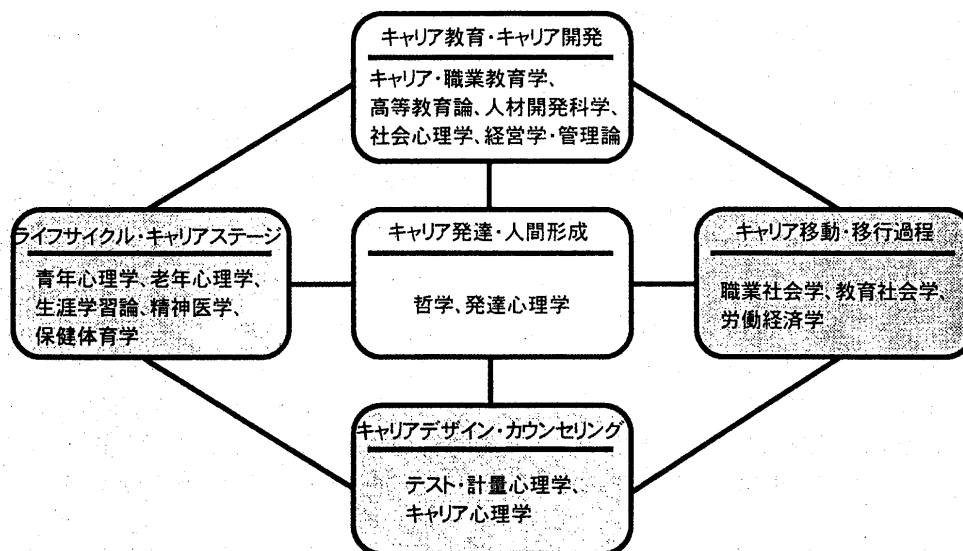 キャリア教育・キャリア開発
キャリア・職業教育学、
高等教育論、人材開発科学、
社会心理学、経営学・管理論
ライフサイクル・キャリアステージ
青年心理学、老年心理学、
生涯学習論、精神医学、
保健体育学
キャリア発達・人間形成
哲学、発達心理学
キャリア移動・移行過程
職業社会学、教育社会学、
労働経済学
キャリアデザイン・カウンセリング
テスト・計量心理学、
キャリア心理学